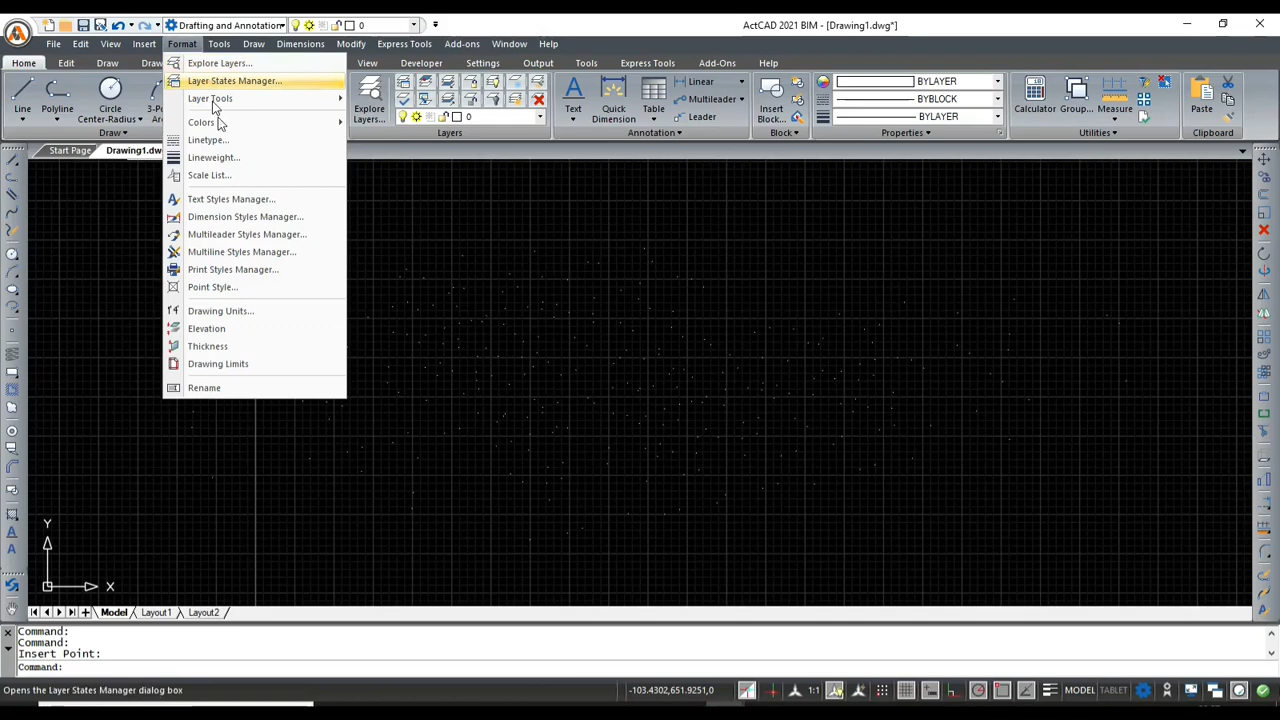 Drafting and Annotation
0
ActCAD 2021 BIM - [Drawing1.dwg*]
File Edit View Insert Format Tools Draw Dimensions Modify Express Tools Add-ons Window Help
Home Edit Draw View Developer Settings Output Tools Express Tools Add-Ons
Explore Layers...
Layer States Manager...
Layer Tools
Colors
Linetype...
Lineweight...
Scale List...
Text Styles Manager...
Dimension Styles Manager...
Multileader Styles Manager...
Multiline Styles Manager...
Print Styles Manager...
Point Style...
Drawing Units...
Elevation
Thickness
Drawing Limits
Rename
Line
Polyline
Circle
Center-Radius
Draw
Explore
Layers...
0
Layers
Text
Quick
Dimension
Linear
Multileader
Leader
Annotation
Insert
Block...
Block
BYLAYER
BYBLOCK
BYLAYER
Properties
Group
Measure
Utilities
Paste
Clipboard
Start Page
Y
X
Model Layout1 Layout2
Command:
Command:
Insert Point:
Command:
Opens the Layer States Manager dialog box
-103.4302,651.9251,0
1:1
MODEL
TABLET